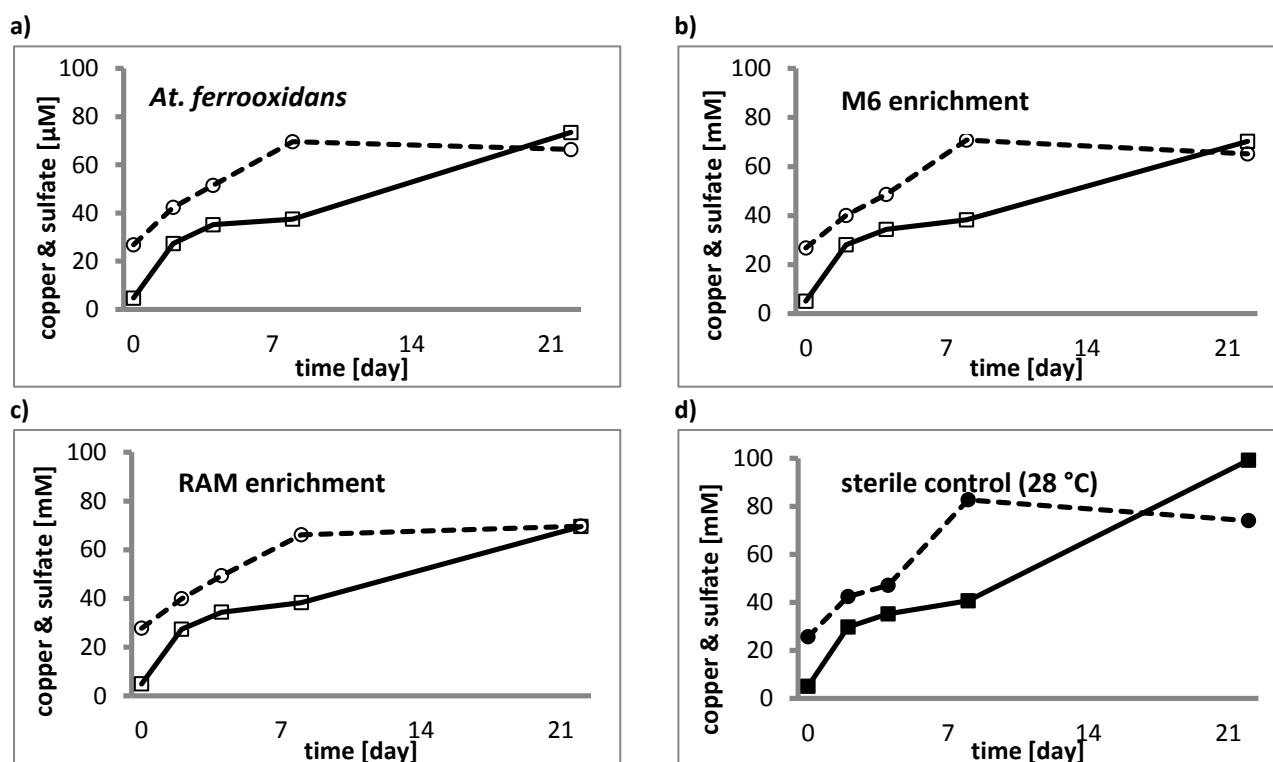 a)
copper & sulfate [µM]
100
80
60
40
20
0
At. ferrooxidans
0 7 14 21
time [day]
b)
copper & sulfate [mM]
100
80
60
40
20
0
M6 enrichment
0 7 14 21
time [day]
c)
copper & sulfate [mM]
100
80
60
40
20
0
RAM enrichment
0 7 14 21
time [day]
d)
copper & sulfate [mM]
100
80
60
40
20
0
sterile control (28 °C)
0 7 14 21
time [day]